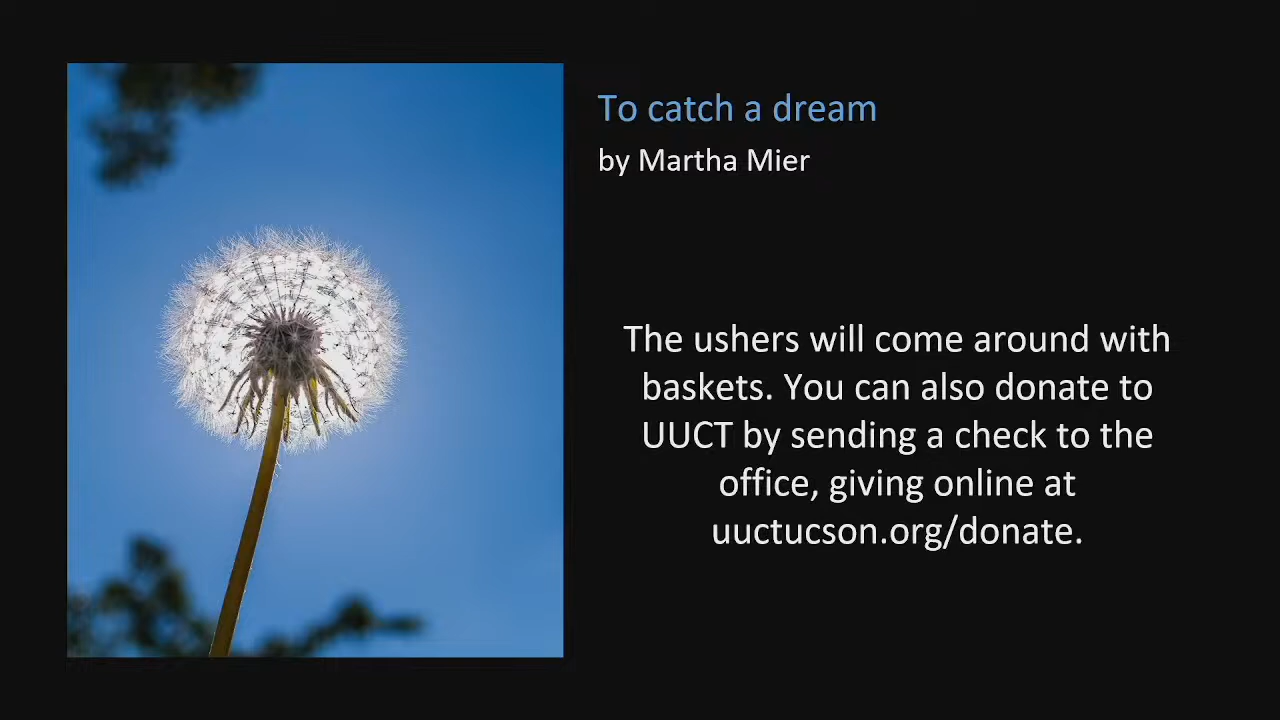 To catch a dream
by Martha Mier
The ushers will come around with
baskets. You can also donate to
UUCT by sending a check to the
office, giving online at
uuctucson.org/donate.